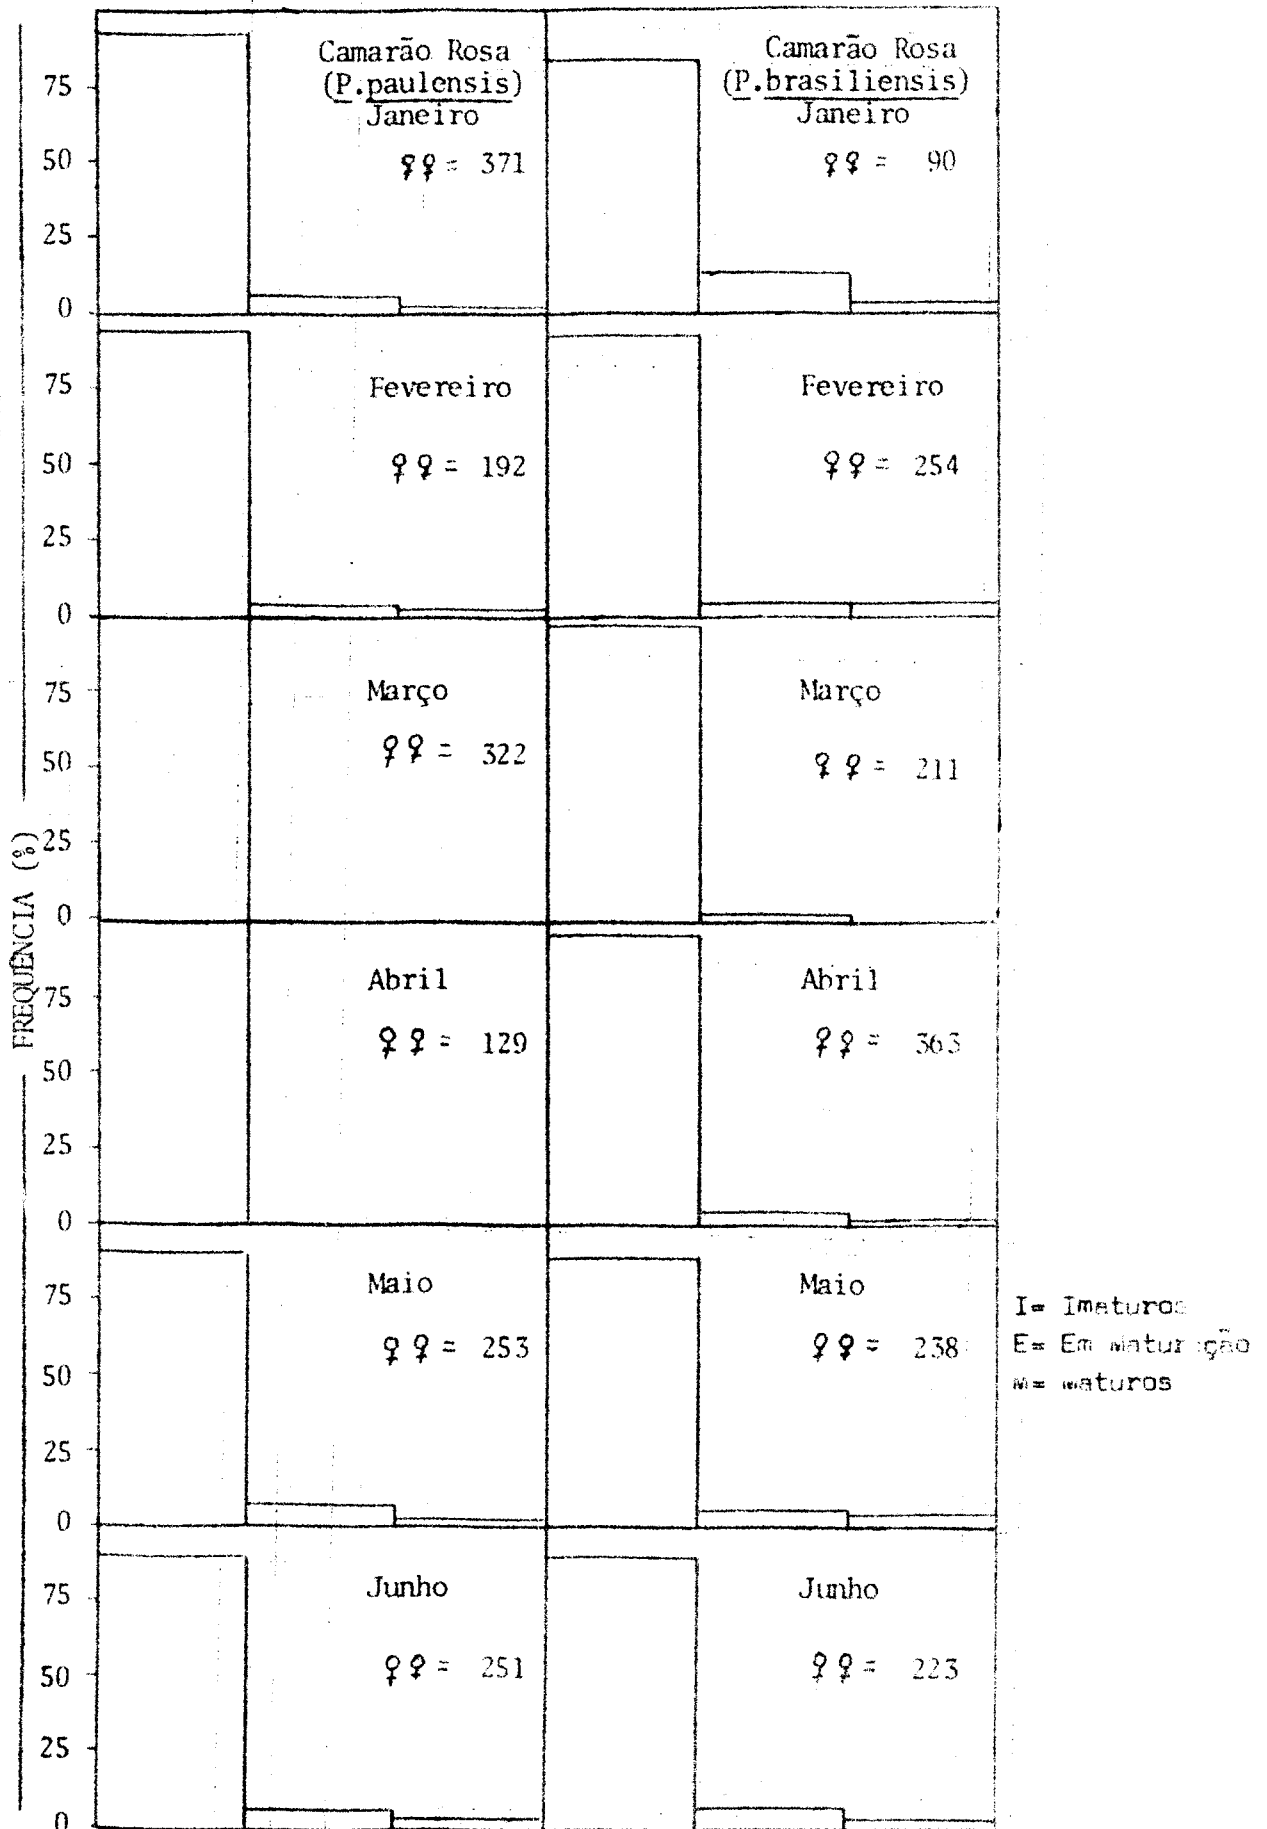 FREQUÊNCIA (%)
75
50
25
0
Camarão Rosa
(P.paulensis)
Janeiro
♀♀ = 371
Camarão Rosa
(P.brasiliensis)
Janeiro
♀♀ = 90
75
50
25
0
Fevereiro
♀♀ = 192
Fevereiro
♀♀ = 254
75
50
25
0
Março
♀♀ = 322
Março
♀♀ = 211
75
50
25
0
Abril
♀♀ = 129
Abril
♀♀ = 363
75
50
25
0
Maio
♀♀ = 253
Maio
♀♀ = 238
I= Imaturos
E= Em maturação
M= maturos
75
50
25
0
Junho
♀♀ = 251
Junho
♀♀ = 223